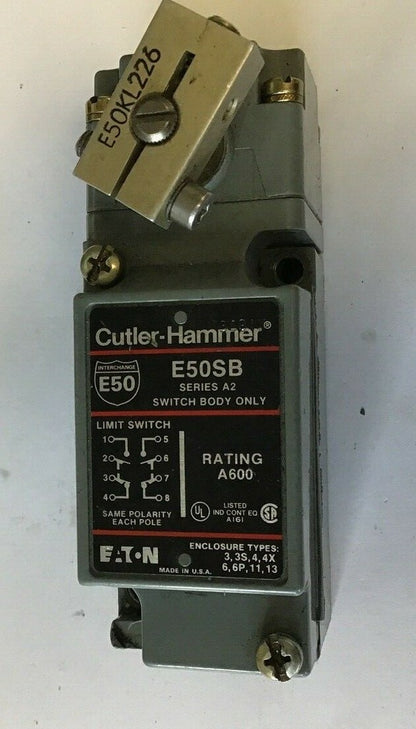 E50KL226
Cutler-Hammer®
INTERCHANGE
E50
E50SB
SERIES A2
SWITCH BODY ONLY
LIMIT SWITCH
1 5
2 6
3 7
4 8
SAME POLARITY
EACH POLE
RATING
A600
UL LISTED
IND CONT EQ
A161
SA
EATON
MADE IN U.S.A.
ENCLOSURE TYPES:
3,3S,4,4X
6,6P,11,13